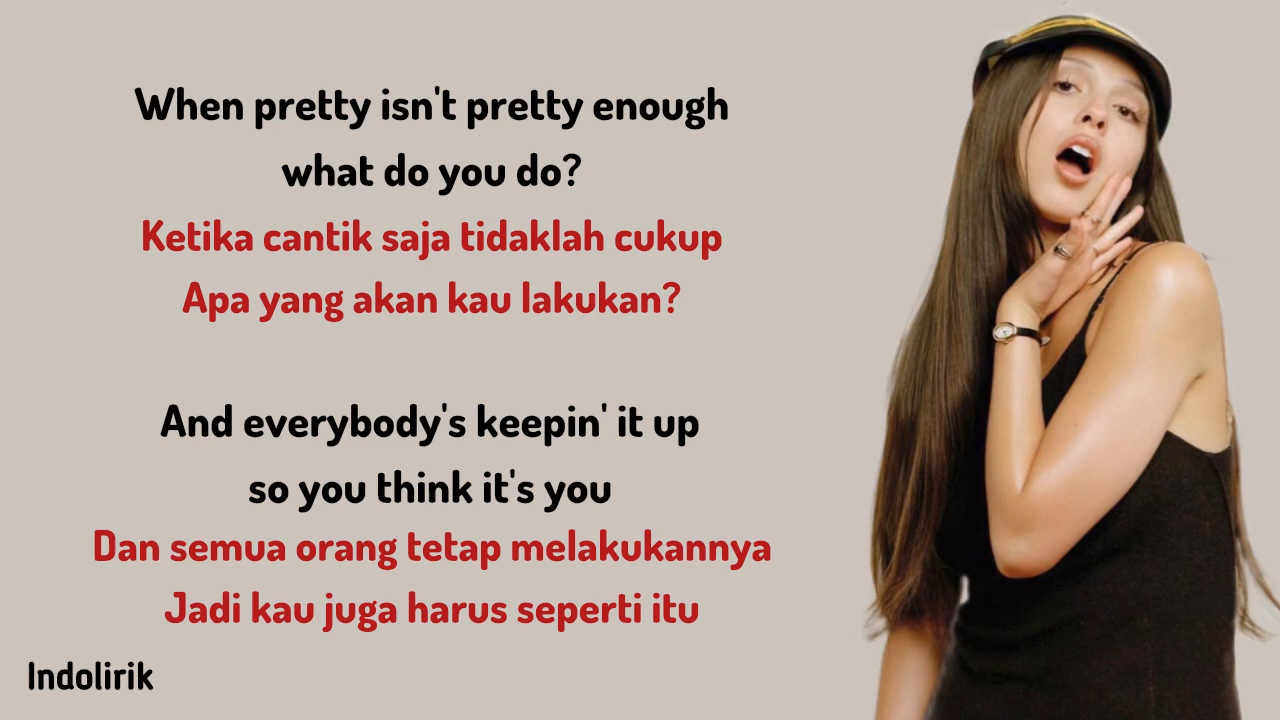 When pretty isn't pretty enough
what do you do?
Ketika cantik saja tidaklah cukup
Apa yang akan kau lakukan?
And everybody's keepin' it up
so you think it's you
Dan semua orang tetap melakukannya
Jadi kau juga harus seperti itu
Indolirik